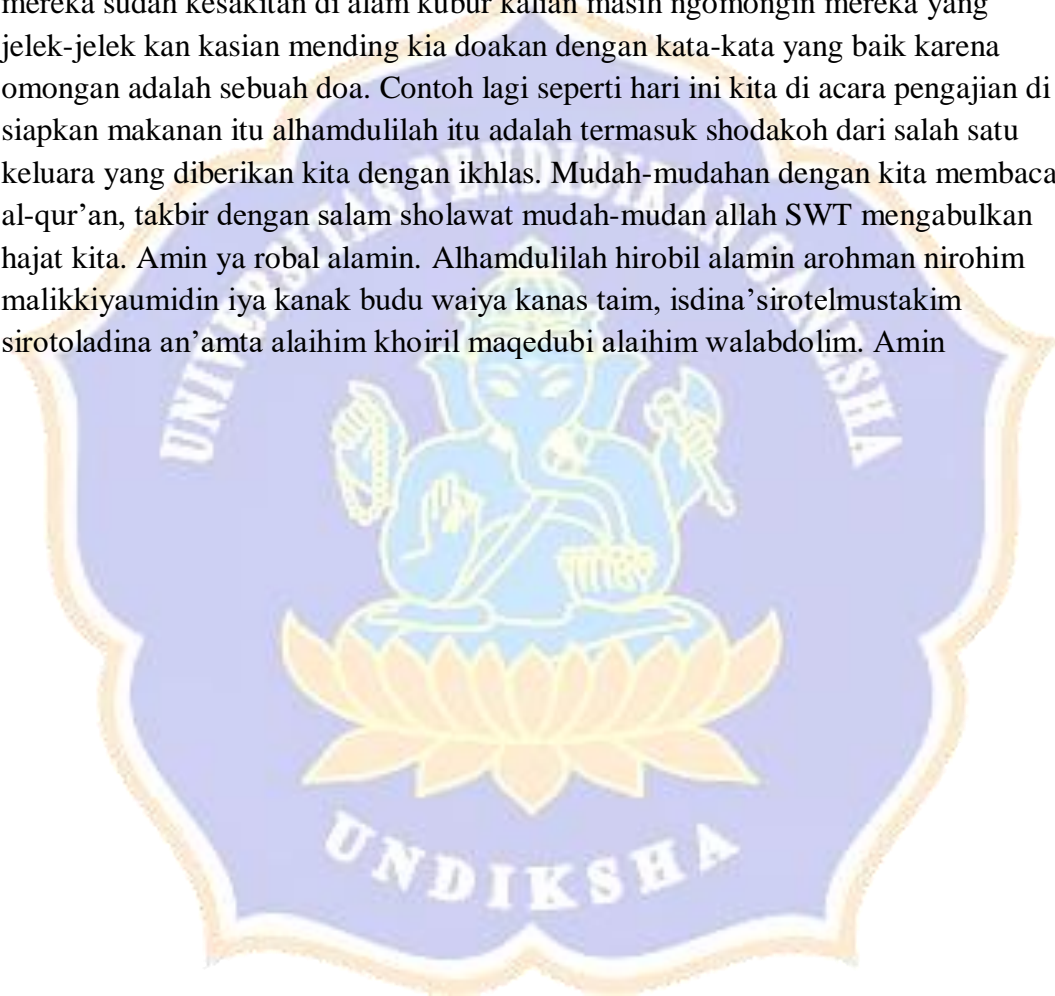 mereka sudah kesakitan di alam kubur kalian masih ngomongin mereka yang
jelek-jelek kan kasian mending kia doakan dengan kata-kata yang baik karena
omongan adalah sebuah doa. Contoh lagi seperti hari ini kita di acara pengajian di
siapkan makanan itu alhamdulilah itu adalah termasuk shodakoh dari salah satu
keluara yang diberikan kita dengan ikhlas. Mudah-mudahan dengan kita membaca
al-qur’an, takbir dengan salam sholawat mudah-mudan allah SWT mengabulkan
hajat kita. Amin ya robal alamin. Alhamdulilah hirobil alamin arohman nirohim
malikkiyaumidin iya kanak budu waiya kanas taim, isdina’sirotelmustakim
sirotoladina an’amta alaihim khoiril maqedubi alaihim walabdolim. Amin
UNIVERSITAS PENDIDIKAN GANESHA
UNDIKSHA